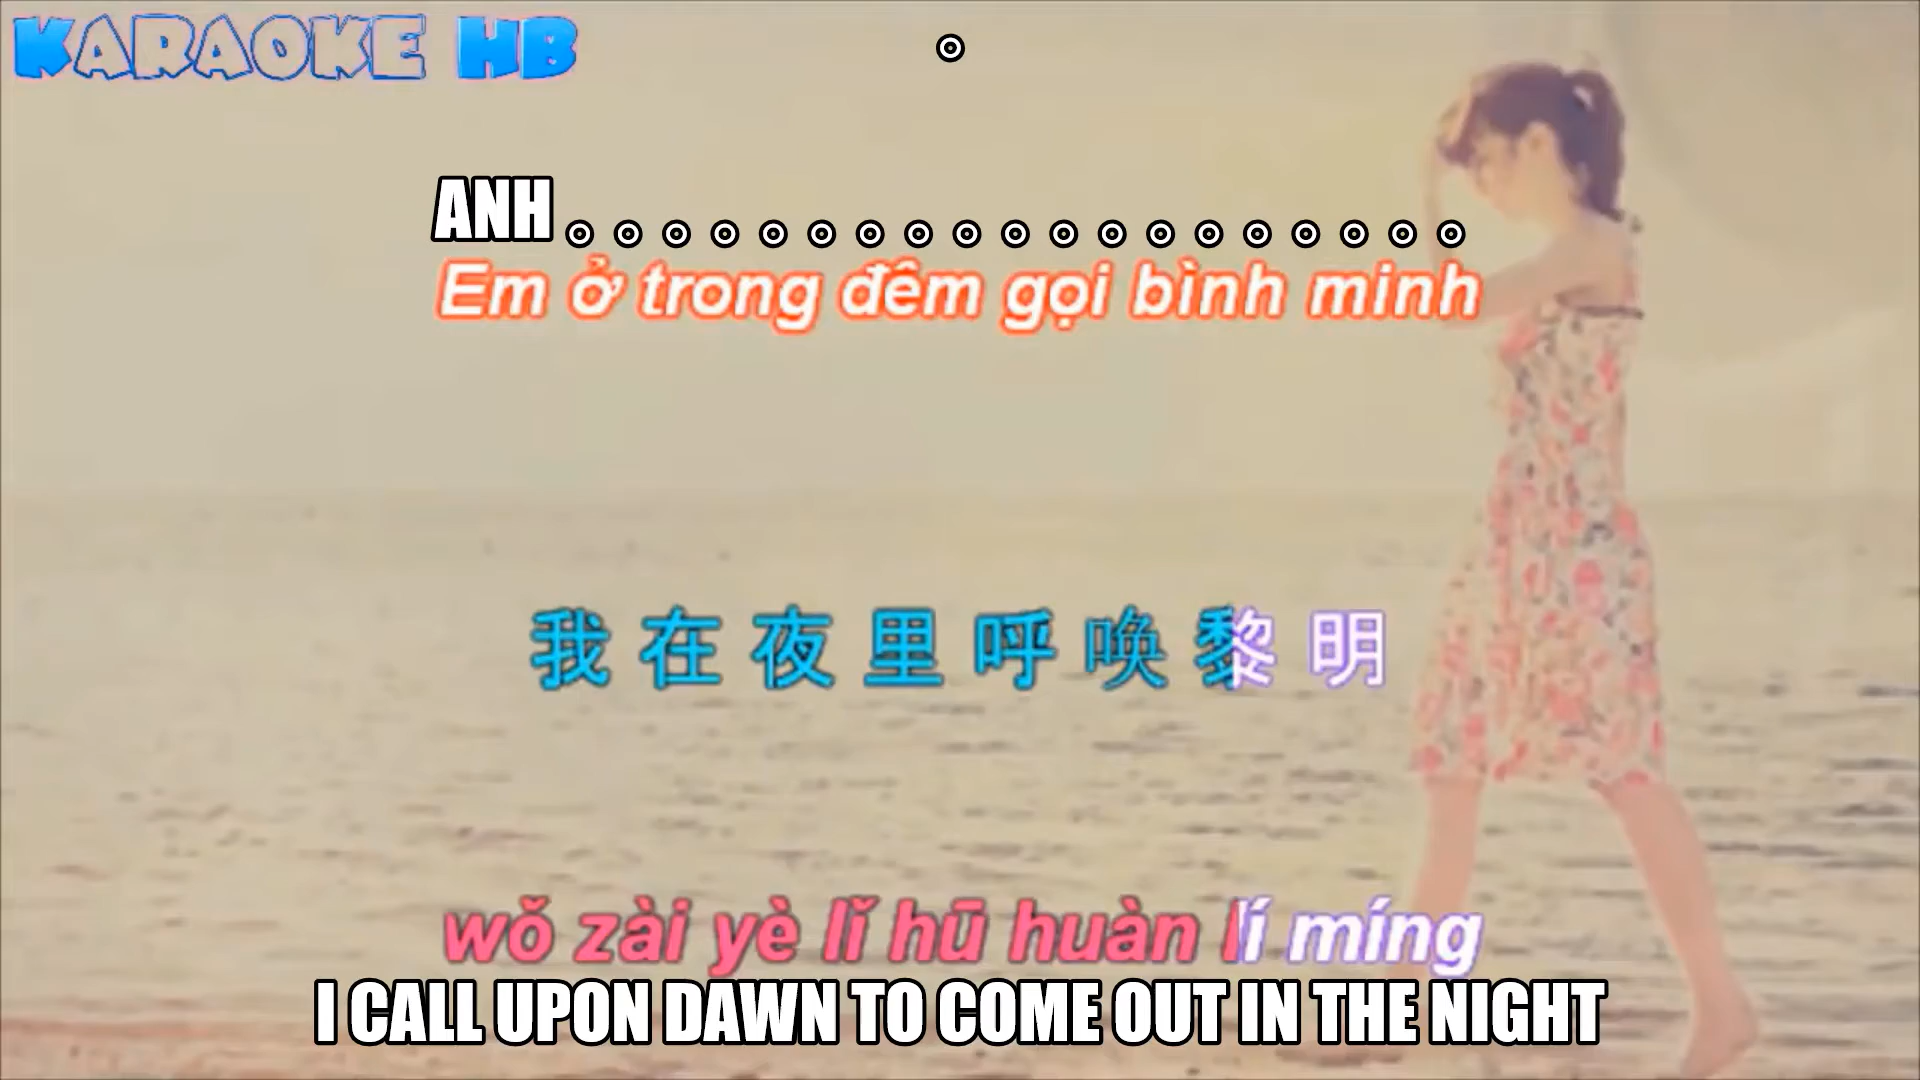 KARAOKE HB
ANH
Em ở trong đêm gọi bình minh
我在夜里呼唤黎明
wǒ zài yè lǐ hū huàn lí míng
I CALL UPON DAWN TO COME OUT IN THE NIGHT